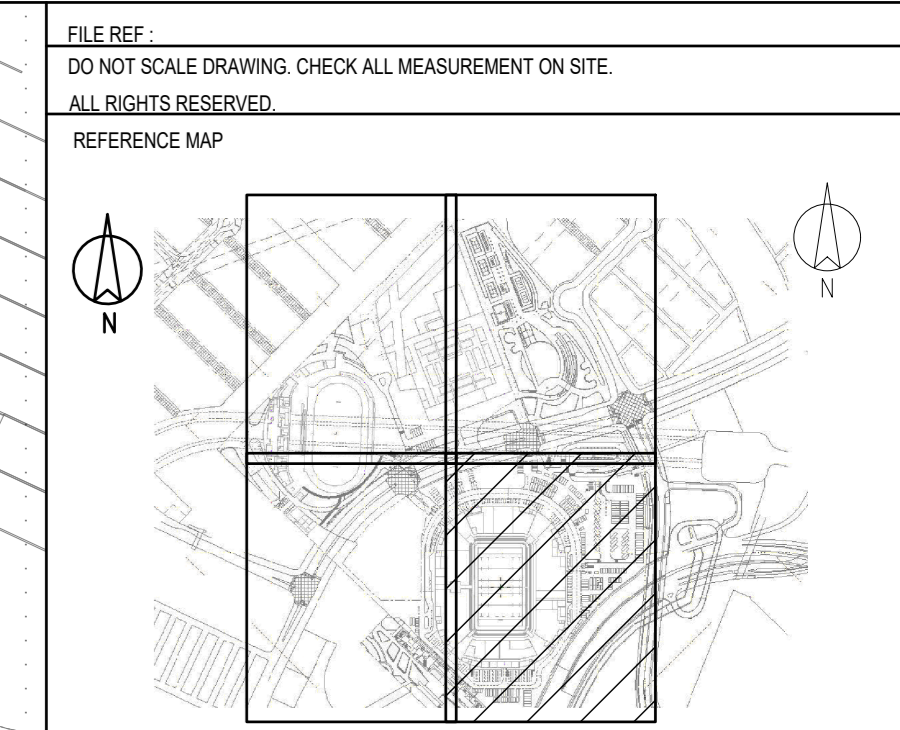 FILE REF :
DO NOT SCALE DRAWING. CHECK ALL MEASUREMENT ON SITE.
ALL RIGHTS RESERVED.
REFERENCE MAP
N
N